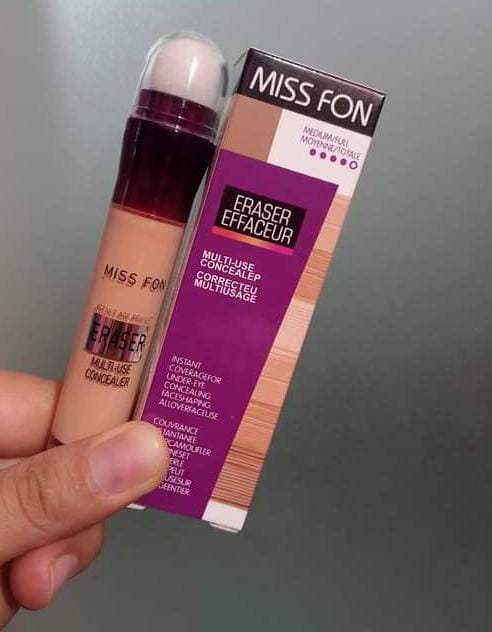 MISS FON
MEDIUM/FULL
MOYENNE/TOTALE
ERASER
EFFACEUR
MULTI-USE
CONCEALEP
CORRECTEU
MULTIUSAGE
INSTANT
COVERAGEFOR
UNDER-EYE
CONCEALING
FACESHAPING
ALLOVERFACEUSE
COUVRANCE
MISS FON
ERASER
MULTI-USE
CONCEALER